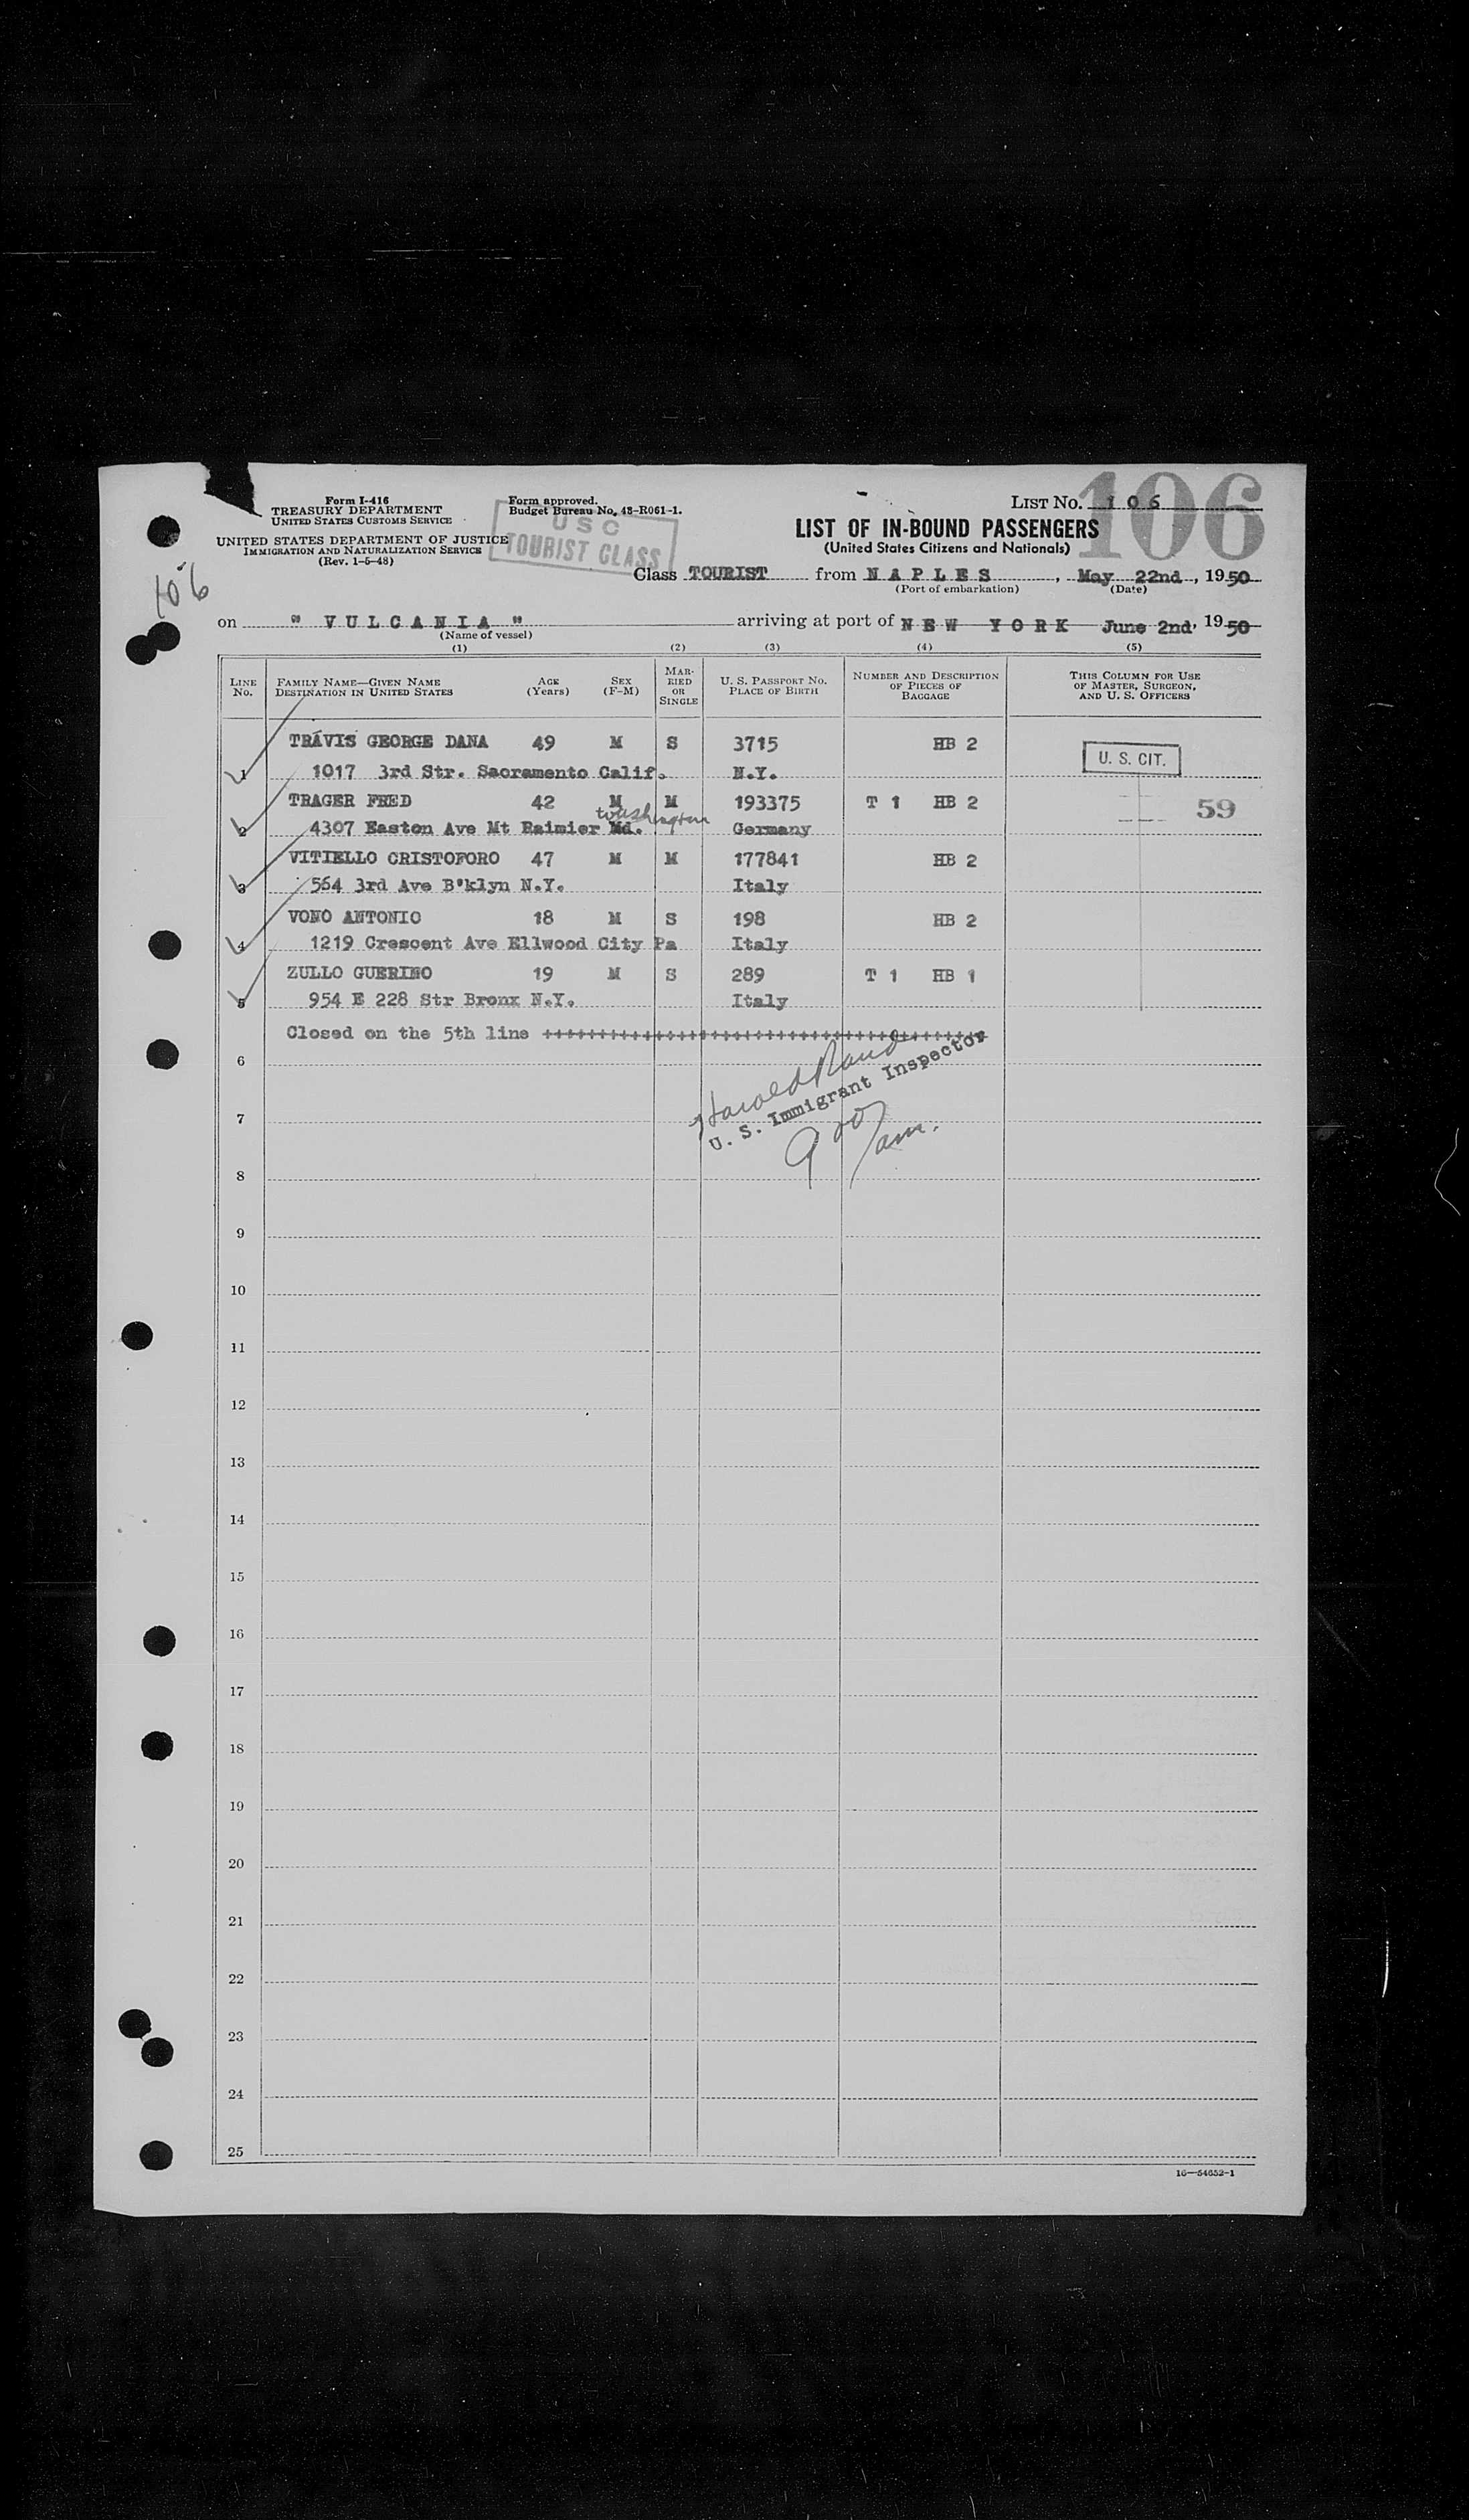 Form I-416
TREASURY DEPARTMENT
UNITED STATES CUSTOMS SERVICE
UNITED STATES DEPARTMENT OF JUSTICE
IMMIGRATION AND NATURALIZATION SERVICE
(Rev. 1-5-48)
Form approved.
Budget Bureau No. 43-R061-1.
USC
TOURIST CLASS
LIST No. 106
106
LIST OF IN-BOUND PASSENGERS
(United States Citizens and Nationals)
106
Class TOURIST from NAPLES, May 22nd, 1950
(Port of embarkation) (Date)
on " VULCANIA " arriving at port of NEW YORK June 2nd, 1950
(Name of vessel)
(1) (2) (3) (4) (5)
LINE No. FAMILY NAME—GIVEN NAME DESTINATION IN UNITED STATES AGE (Years) SEX (F-M) MARRIED OR SINGLE U. S. PASSPORT No. PLACE OF BIRTH NUMBER AND DESCRIPTION OF PIECES OF BAGGAGE THIS COLUMN FOR USE OF MASTER, SURGEON, AND U. S. OFFICERS
TRAVIS GEORGE DANA 49 M S 3715 HB 2 U. S. CIT.
1 1017 3rd Str. Sacramento Calif. N.Y.
TRAGER FRED 42 M M 193375 T 1 HB 2 59
washington
2 4307 Easton Ave Mt Raimier Md. Germany
VITIELLO CRISTOFORO 47 M M 177841 HB 2
3 564 3rd Ave B'klyn N.Y. Italy
VONO ANTONIO 18 M S 198 HB 2
4 1219 Crescent Ave Ellwood City Pa Italy
ZULLO GUERINO 19 M S 289 T 1 HB 1
5 954 E 228 Str Bronx N.Y. Italy
Closed on the 5th line ++++++++++++++++++++++++++++++++++++++++
6
Harold
U. S. Immigrant Inspector
7
9 20/am.
8
9
10
11
12
13
14
15
16
17
18
19
20
21
22
23
24
25
16—54652-1